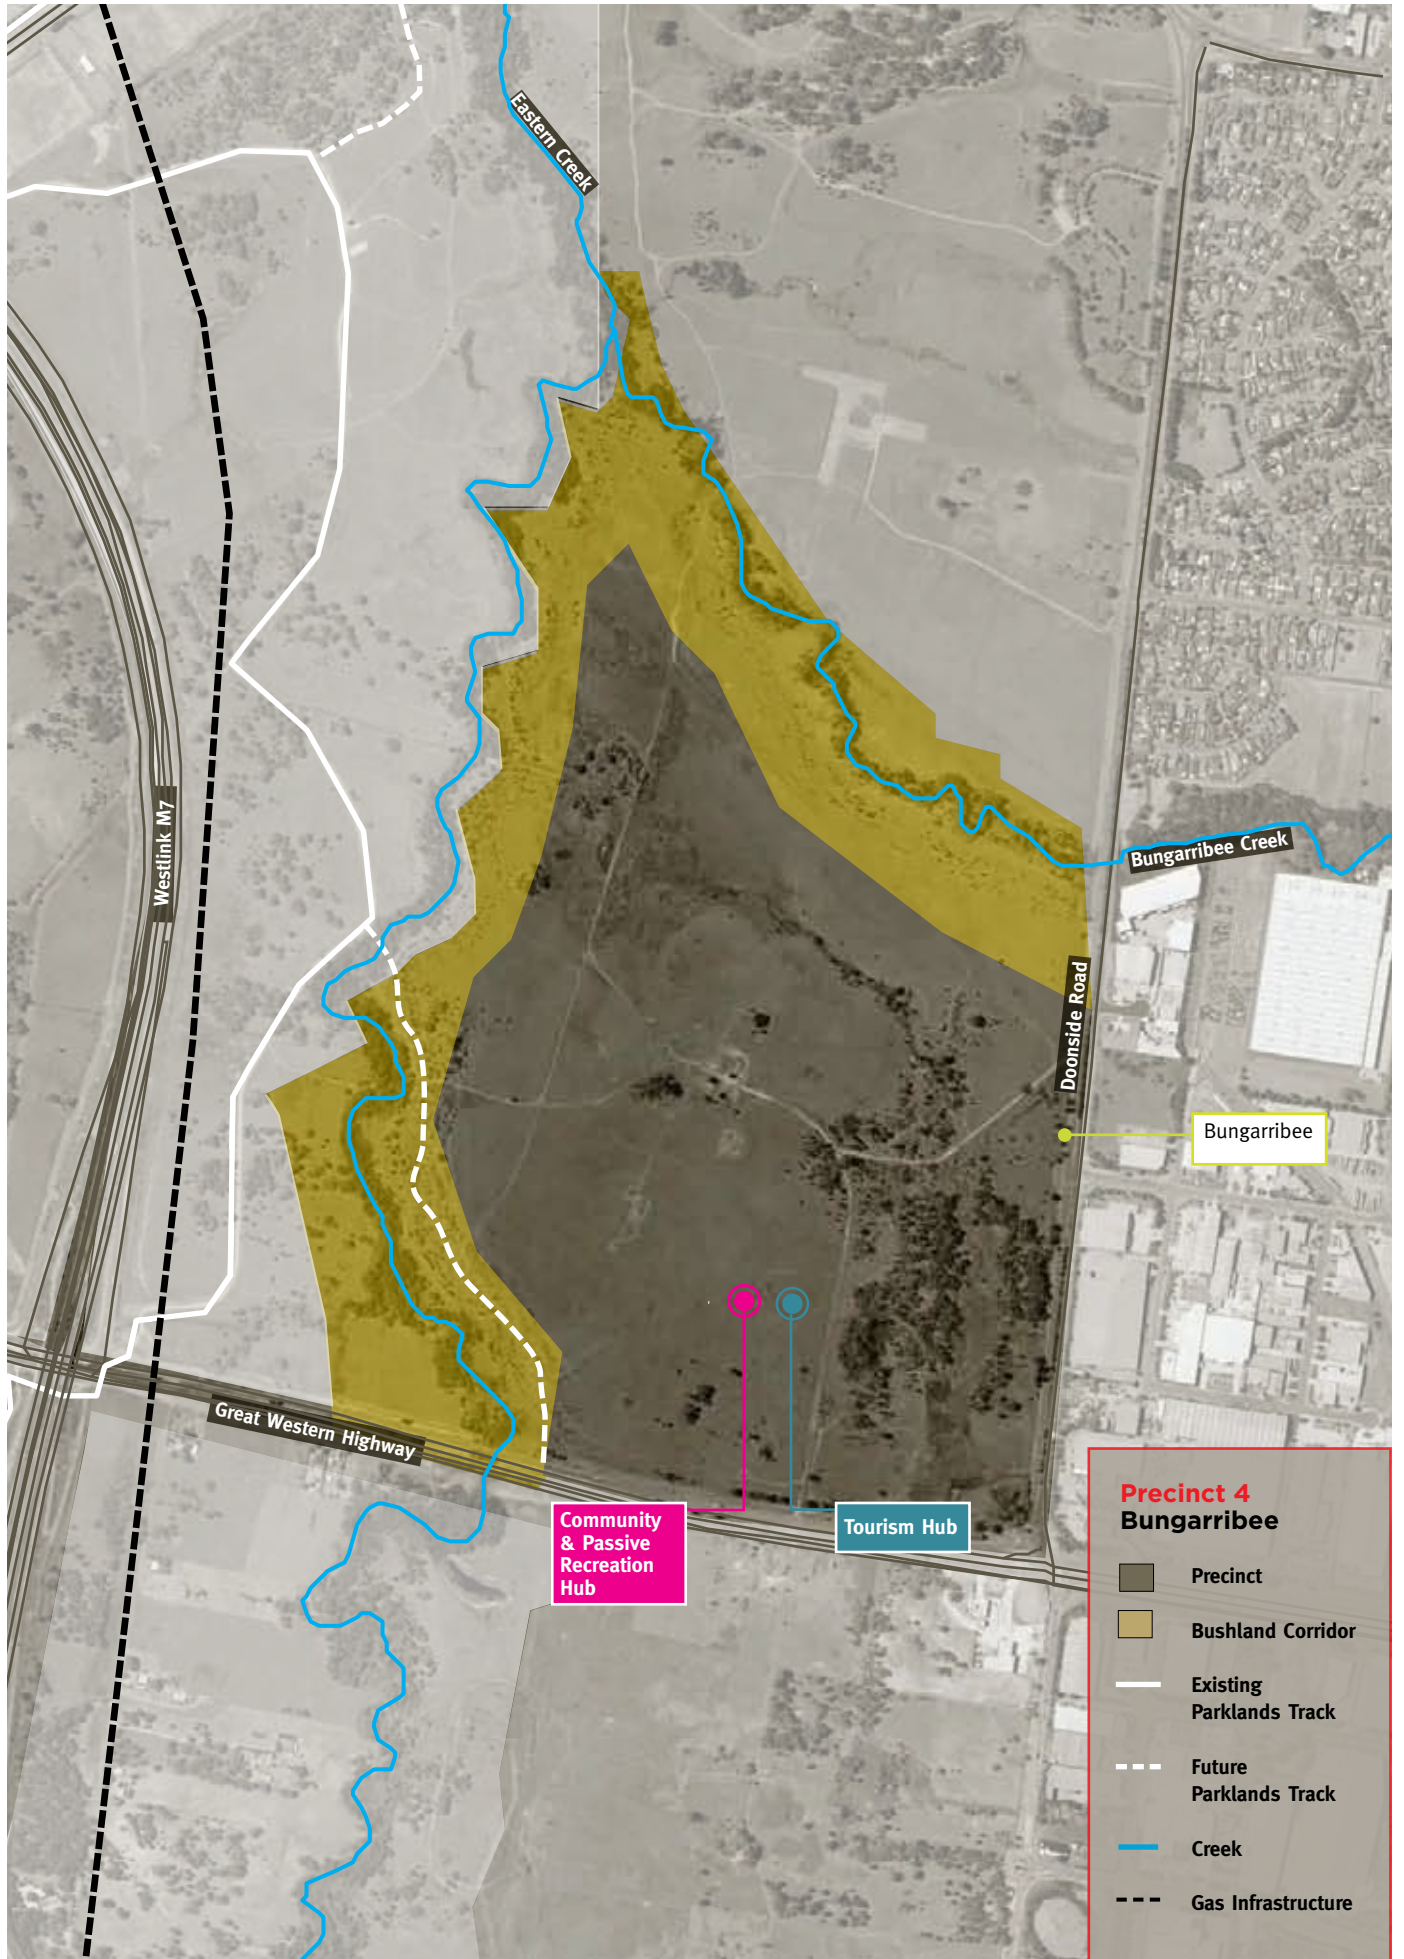 Eastern Creek
Westlink M7
Bungarribee Creek
Doonside Road
Bungarribee
Great Western Highway
Community
& Passive
Recreation
Hub
Tourism Hub
Precinct 4
Bungarribee
Precinct
Bushland Corridor
Existing
Parklands Track
Future
Parklands Track
Creek
Gas Infrastructure